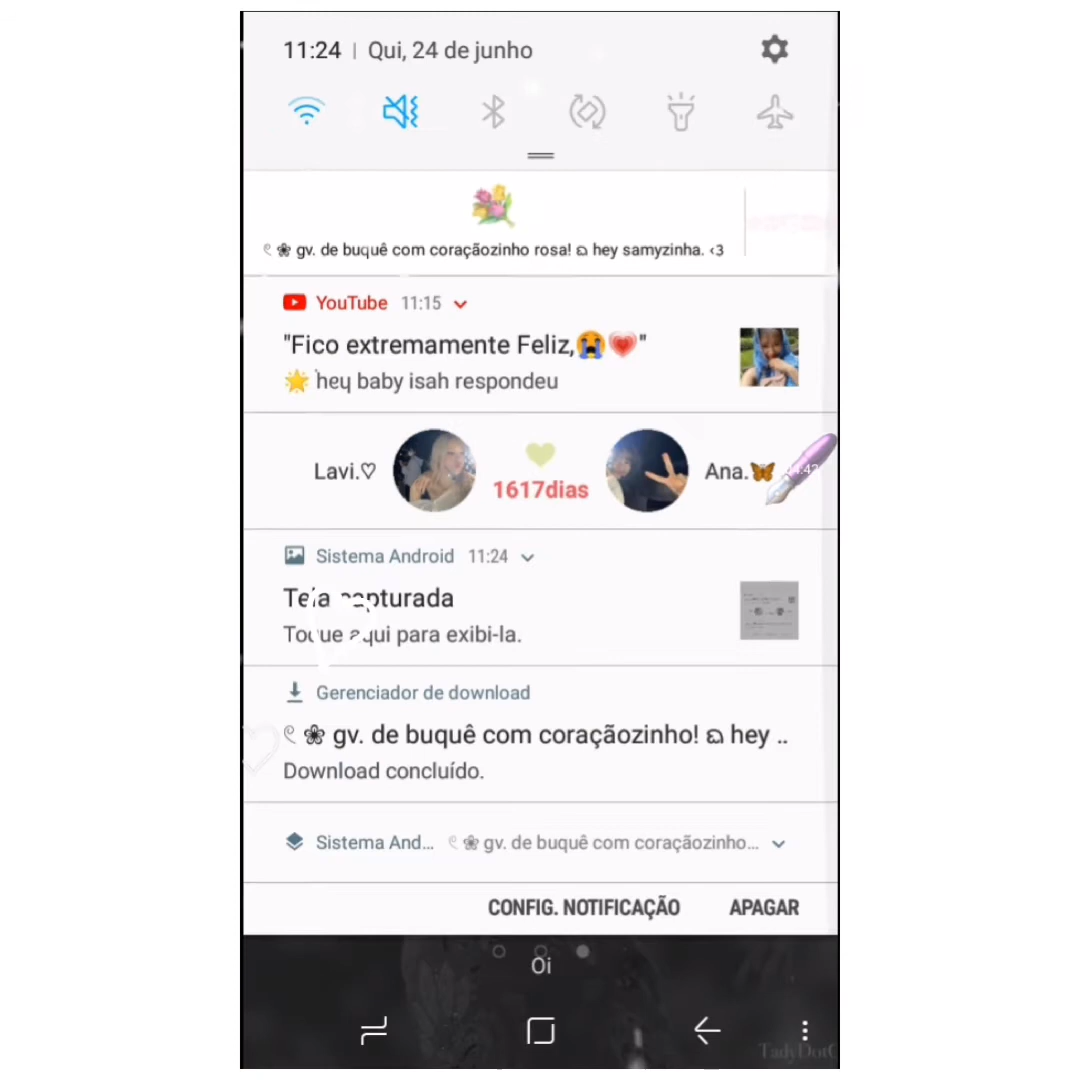 11:24 | Qui, 24 de junho
ৎ ❀ gv. de buquê com coraçãozinho rosa! ᘏ hey samyzinha. <3
YouTube 11:15
"Fico extremamente Feliz,😭💗"
🌟 hey baby isah respondeu
Lavi.♡ 1617dias Ana.🦋
Sistema Android 11:24
Tela capturada
Toque aqui para exibi-la.
Gerenciador de download
ৎ ❀ gv. de buquê com coraçãozinho! ᘏ hey ..
Download concluído.
Sistema And... ৎ ❀ gv. de buquê com coraçãozinho...
CONFIG. NOTIFICAÇÃO APAGAR
Oi